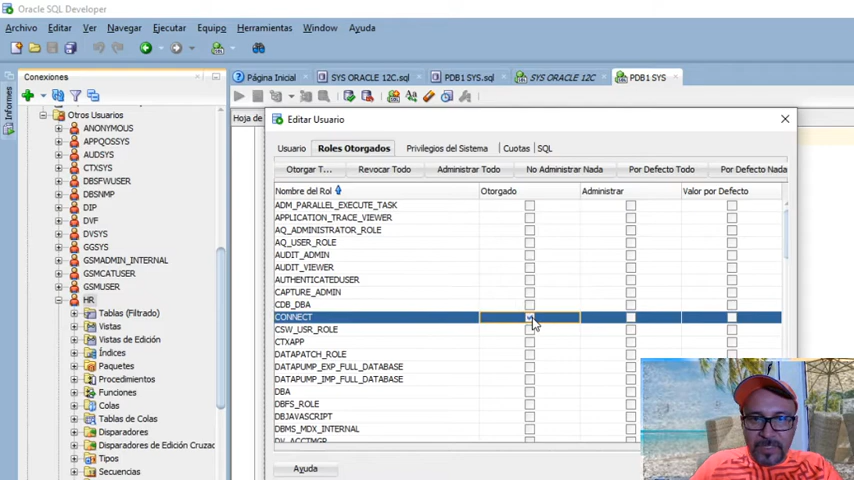 Oracle SQL Developer
Archivo Editar Ver Navegar Ejecutar Equipo Herramientas Window Ayuda
Conexiones
Página Inicial SYS ORACLE 12C.sql PDB1 SYS.sql SYS ORACLE 12C PDB1 SYS
Informes
Hoja de
Otros Usuarios
ANONYMOUS
APPQOSSYS
AUDSYS
CTXSYS
DBSFWUSER
DBSNMP
DIP
DVF
DVSYS
GGSYS
GSMADMIN_INTERNAL
GSMCATUSER
GSMUSER
HR
Tablas (Filtrado)
Vistas
Vistas de Edición
Índices
Paquetes
Procedimientos
Funciones
Colas
Tablas de Colas
Disparadores
Disparadores de Edición Cruzad
Tipos
Secuencias
Editar Usuario
Usuario Roles Otorgados Privilegios del Sistema Cuotas SQL
Otorgar T... Revocar Todo Administrar Todo No Administrar Nada Por Defecto Todo Por Defecto Nada
Nombre del Rol Otorgado Administrar Valor por Defecto
ADM_PARALLEL_EXECUTE_TASK
APPLICATION_TRACE_VIEWER
AQ_ADMINISTRATOR_ROLE
AQ_USER_ROLE
AUDIT_ADMIN
AUDIT_VIEWER
AUTHENTICATEDUSER
CAPTURE_ADMIN
CDB_DBA
CONNECT
CSW_USR_ROLE
CTXAPP
DATAPATCH_ROLE
DATAPUMP_EXP_FULL_DATABASE
DATAPUMP_IMP_FULL_DATABASE
DBA
DBFS_ROLE
DBJAVASCRIPT
DBMS_MDX_INTERNAL
DV_ACCTMGR
Ayuda